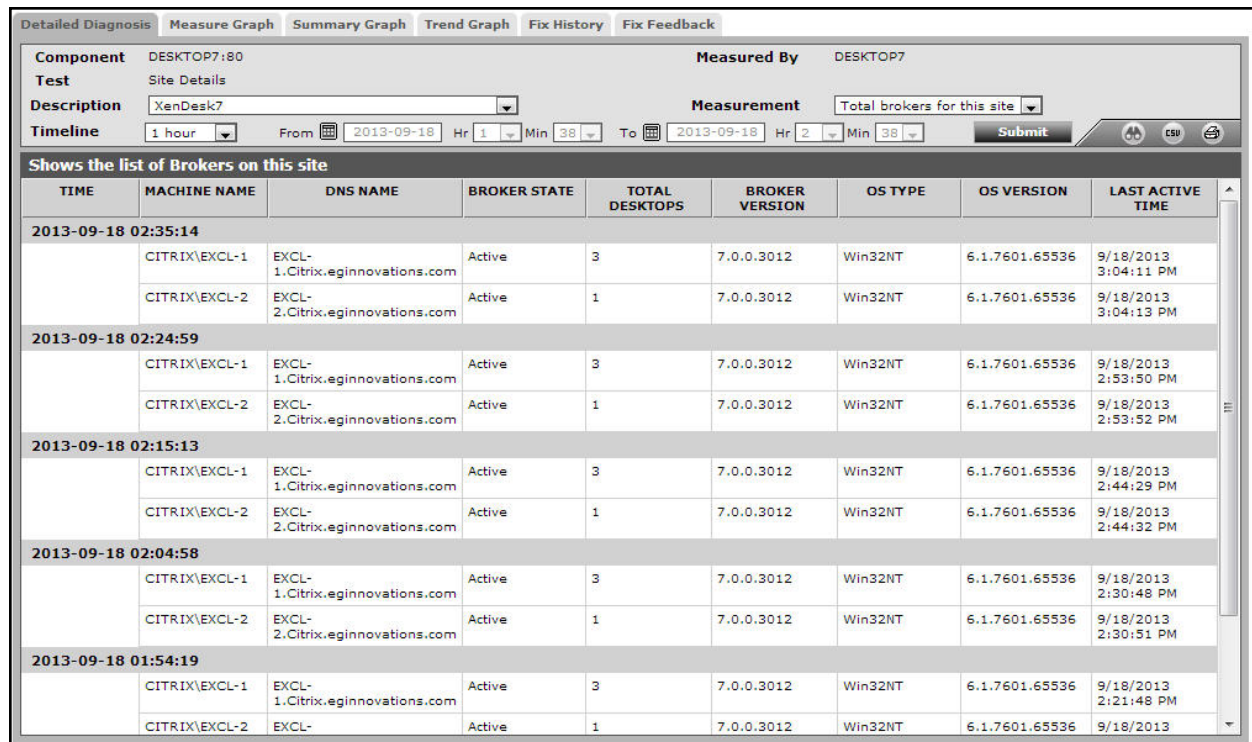 Detailed Diagnosis Measure Graph Summary Graph Trend Graph Fix History Fix Feedback
Component DESKTOP7:80 Measured By DESKTOP7
Test Site Details
Description XenDesk7 Measurement Total brokers for this site
Timeline 1 hour From 2013-09-18 Hr 1 Min 38 To 2013-09-18 Hr 2 Min 38 Submit CSV
Shows the list of Brokers on this site
TIME MACHINE NAME DNS NAME BROKER STATE TOTAL BROKER OS TYPE OS VERSION LAST ACTIVE
DESKTOPS VERSION TIME
2013-09-18 02:35:14
CITRIX\EXCL-1 EXCL- Active 3 7.0.0.3012 Win32NT 6.1.7601.65536 9/18/2013
1.Citrix.eginnovations.com 3:04:11 PM
CITRIX\EXCL-2 EXCL- Active 1 7.0.0.3012 Win32NT 6.1.7601.65536 9/18/2013
2.Citrix.eginnovations.com 3:04:13 PM
2013-09-18 02:24:59
CITRIX\EXCL-1 EXCL- Active 3 7.0.0.3012 Win32NT 6.1.7601.65536 9/18/2013
1.Citrix.eginnovations.com 2:53:50 PM
CITRIX\EXCL-2 EXCL- Active 1 7.0.0.3012 Win32NT 6.1.7601.65536 9/18/2013
2.Citrix.eginnovations.com 2:53:52 PM
2013-09-18 02:15:13
CITRIX\EXCL-1 EXCL- Active 3 7.0.0.3012 Win32NT 6.1.7601.65536 9/18/2013
1.Citrix.eginnovations.com 2:44:29 PM
CITRIX\EXCL-2 EXCL- Active 1 7.0.0.3012 Win32NT 6.1.7601.65536 9/18/2013
2.Citrix.eginnovations.com 2:44:32 PM
2013-09-18 02:04:58
CITRIX\EXCL-1 EXCL- Active 3 7.0.0.3012 Win32NT 6.1.7601.65536 9/18/2013
1.Citrix.eginnovations.com 2:30:48 PM
CITRIX\EXCL-2 EXCL- Active 1 7.0.0.3012 Win32NT 6.1.7601.65536 9/18/2013
2.Citrix.eginnovations.com 2:30:51 PM
2013-09-18 01:54:19
CITRIX\EXCL-1 EXCL- Active 3 7.0.0.3012 Win32NT 6.1.7601.65536 9/18/2013
1.Citrix.eginnovations.com 2:21:48 PM
CITRIX\EXCL-2 EXCL- Active 1 7.0.0.3012 Win32NT 6.1.7601.65536 9/18/2013